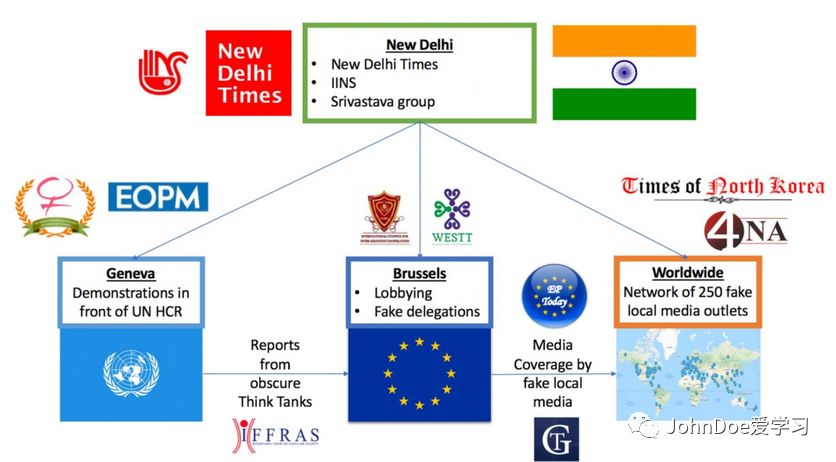 New Delhi
New Delhi Times
IINS
Srivastava group
New
Delhi
Times
EOPM
INTERNATIONAL COUNCIL FOR
INTER-RELIGIOUS COOPERATION
WESTT
Times of North Korea
4NA
Geneva
Demonstrations in
front of UN HCR
Brussels
Lobbying
Fake delegations
EP
Today
Worldwide
Network of 250 fake
local media outlets
Reports
from
obscure
Think Tanks
Media
Coverage by
fake local
media
IFFRAS
INTERNATIONAL FORUM FOR RIGHTS AND SECURITY
GT
JohnDoe爱学习